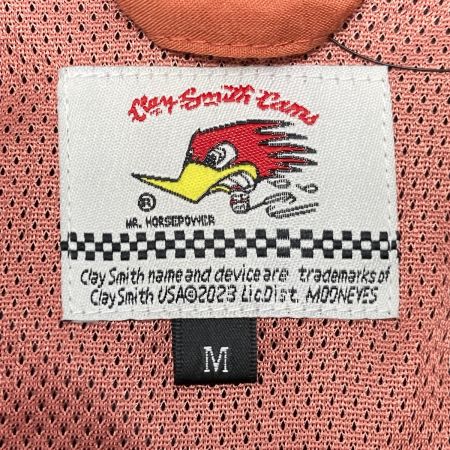 Clay Smith Cams
®
MR. HORSEPOWER
Clay Smith name and device are trademarks of
Clay Smith USA©2023 Lic.Dist. MOONEYES
M